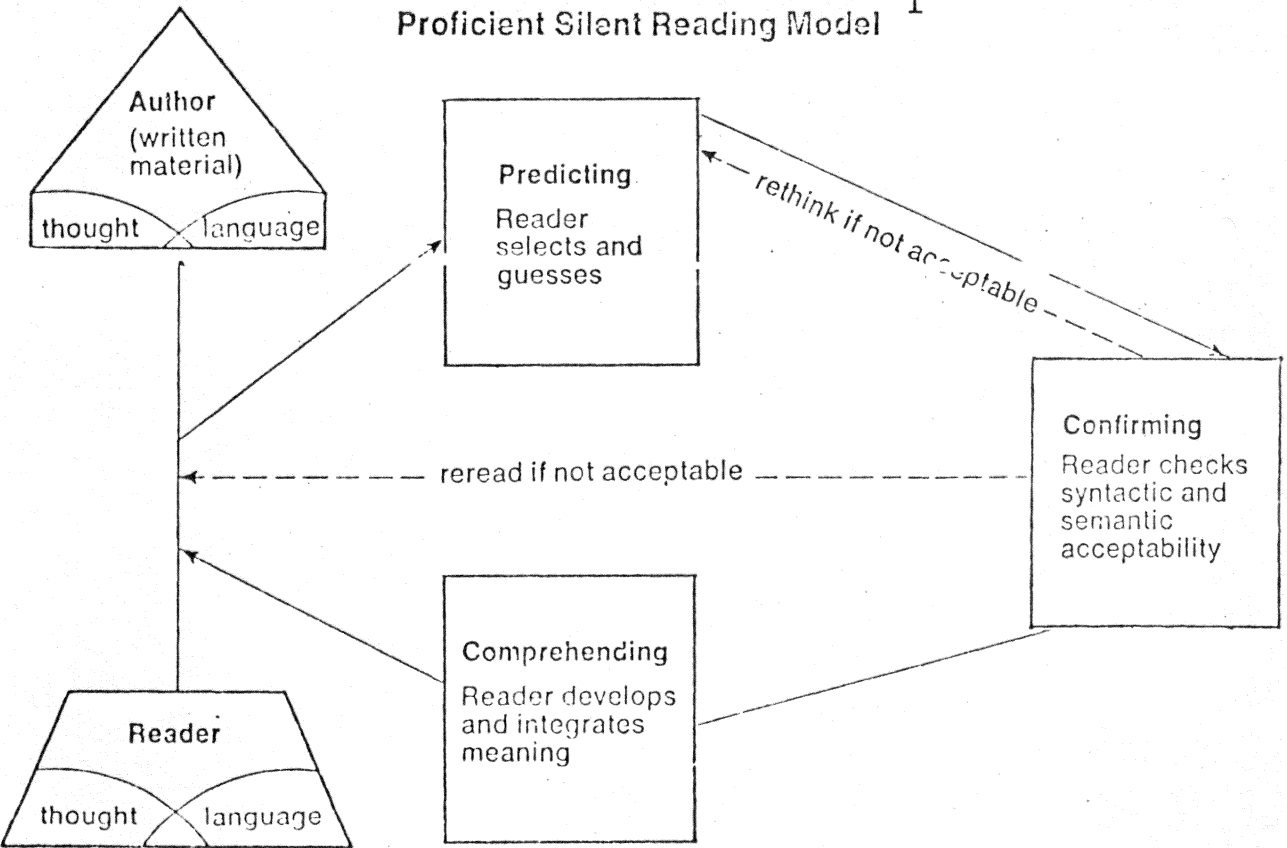 Proficient Silent Reading Model
1
Author
(written
material)
thought
language
Predicting
Reader
selects and
guesses
rethink if not acceptable
Confirming
Reader checks
syntactic and
semantic
acceptability
reread if not acceptable
Comprehending
Reader develops
and integrates
meaning
Reader
thought
language